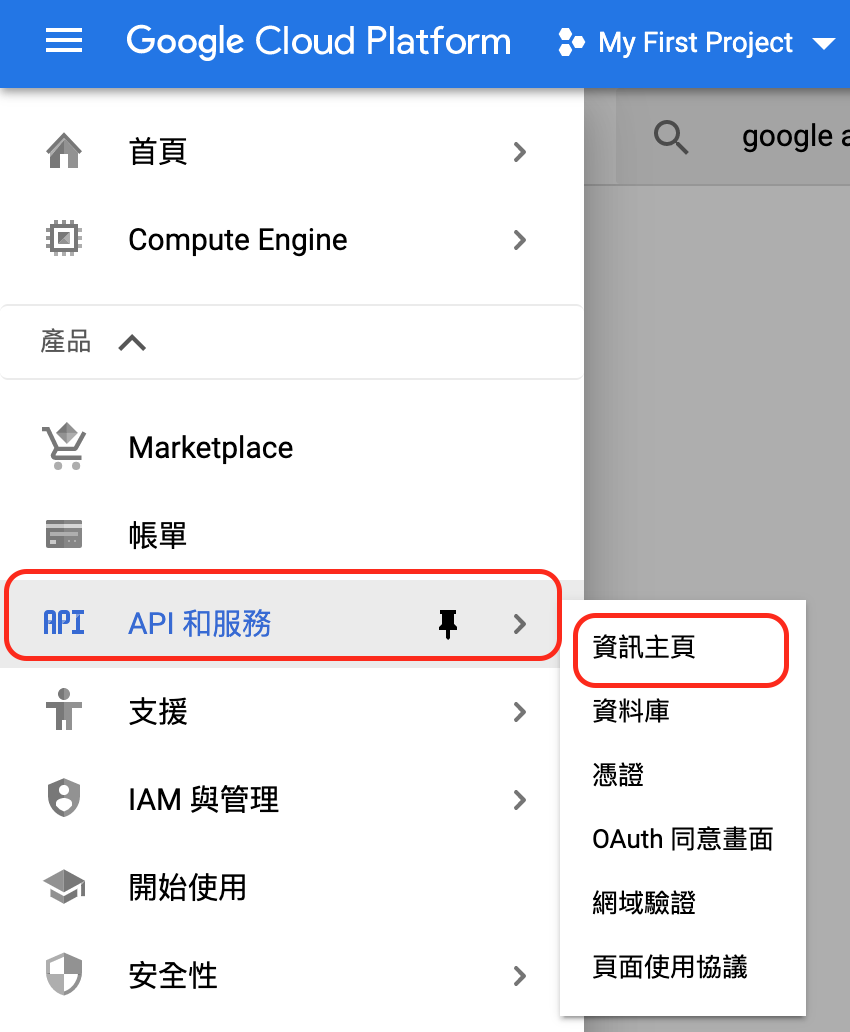 Google Cloud Platform
My First Project
google a
首頁
Compute Engine
產品
Marketplace
帳單
API API 和服務
支援
IAM 與管理
開始使用
安全性
資訊主頁
資料庫
憑證
OAuth 同意畫面
網域驗證
頁面使用協議